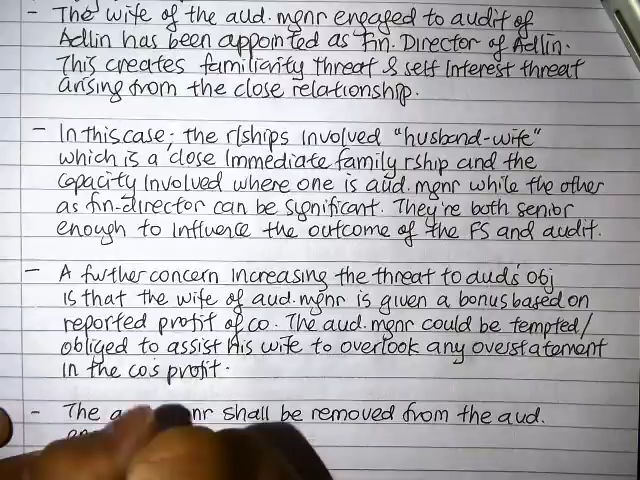 - The wife of the aud. mgnr engaged to audit of
Adlin has been appointed as Fin. Director of Adlin.
This creates familiarity threat & self interest threat
arising from the close relationship.
- In this case; the r/ships involved "husband-wife"
which is a close immediate family rship and the
capacity involved where one is aud. mgnr while the other
as fin-director can be significant. They're both senior
enough to influence the outcome of the FS and audit.
- A further concern increasing the threat to auds' obj
is that the wife of aud. mgnr is given a bonus based on
reported profit of co. The aud. mgnr could be tempted/
obliged to assist his wife to overlook any overstatement
in the co's profit.
- The nr shall be removed from the aud.